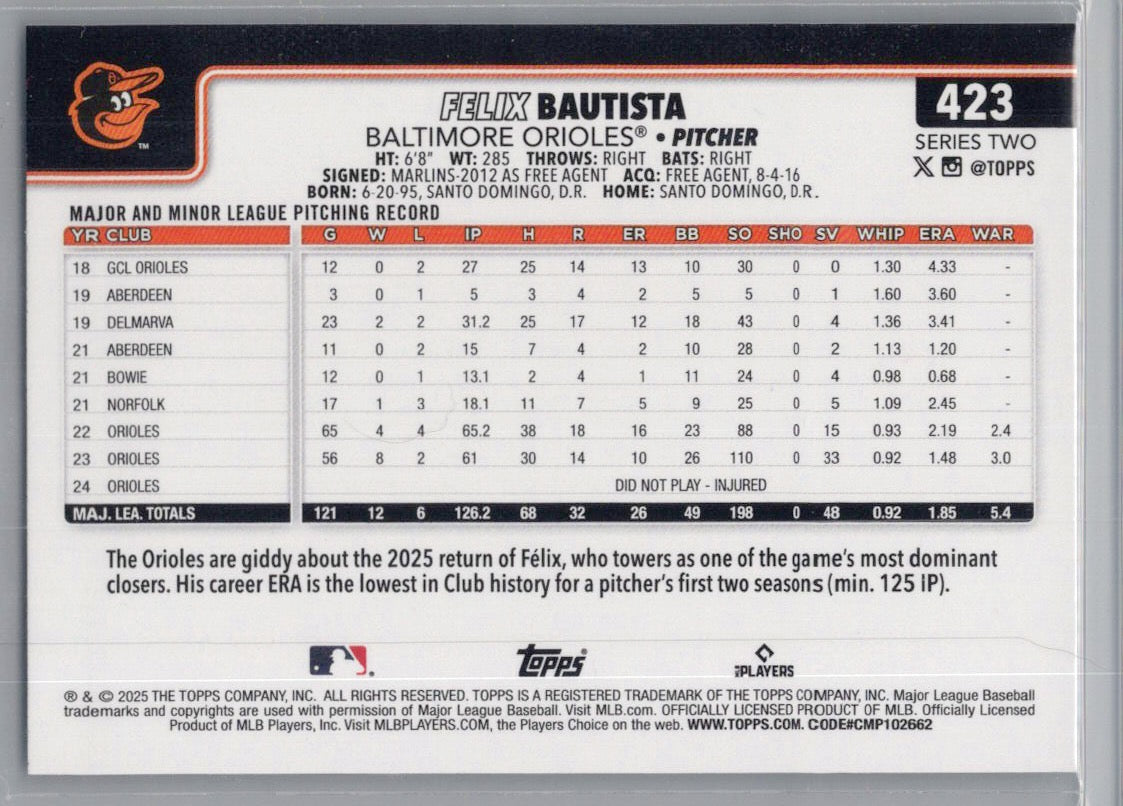 FELIX BAUTISTA
423
BALTIMORE ORIOLES® • PITCHER
SERIES TWO
HT: 6'8" WT: 285 THROWS: RIGHT BATS: RIGHT
@TOPPS
SIGNED: MARLINS-2012 AS FREE AGENT ACQ: FREE AGENT, 8-4-16
BORN: 6-20-95, SANTO DOMINGO, D.R. HOME: SANTO DOMINGO, D.R.
TM
MAJOR AND MINOR LEAGUE PITCHING RECORD
YR CLUB G W L IP H R ER BB SO SHO SV WHIP ERA WAR
18 GCL ORIOLES 12 0 2 27 25 14 13 10 30 0 0 1.30 4.33 -
19 ABERDEEN 3 0 1 5 3 4 2 5 5 0 1 1.60 3.60 -
19 DELMARVA 23 2 2 31.2 25 17 12 18 43 0 4 1.36 3.41 -
21 ABERDEEN 11 0 2 15 7 4 2 10 28 0 2 1.13 1.20 -
21 BOWIE 12 0 1 13.1 2 4 1 11 24 0 4 0.98 0.68 -
21 NORFOLK 17 1 3 18.1 11 7 5 9 25 0 5 1.09 2.45 -
22 ORIOLES 65 4 4 65.2 38 18 16 23 88 0 15 0.93 2.19 2.4
23 ORIOLES 56 8 2 61 30 14 10 26 110 0 33 0.92 1.48 3.0
24 ORIOLES DID NOT PLAY - INJURED
MAJ. LEA. TOTALS 121 12 6 126.2 68 32 26 49 198 0 48 0.92 1.85 5.4
The Orioles are giddy about the 2025 return of Félix, who towers as one of the game's most dominant
closers. His career ERA is the lowest in Club history for a pitcher's first two seasons (min. 125 IP).
Topps® PLAYERS
® & © 2025 THE TOPPS COMPANY, INC. ALL RIGHTS RESERVED. TOPPS IS A REGISTERED TRADEMARK OF THE TOPPS COMPANY, INC. Major League Baseball
trademarks and copyrights are used with permission of Major League Baseball. Visit MLB.com. OFFICIALLY LICENSED PRODUCT OF MLB. Officially Licensed
Product of MLB Players, Inc. Visit MLBPLAYERS.COM, the Players Choice on the web. WWW.TOPPS.COM. CODE#CMP102662